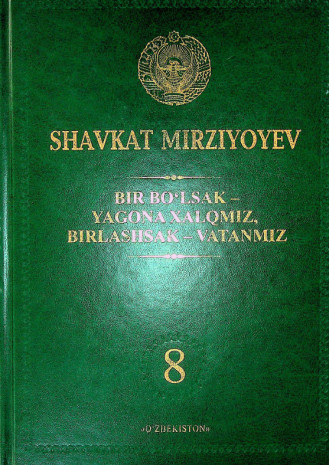 SHAVKAT MIRZIYOYEV
BIR BO‘LSAK –
YAGONA XALQMIZ,
BIRLASHSAK – VATANMIZ
8
«O‘ZBEKISTON»